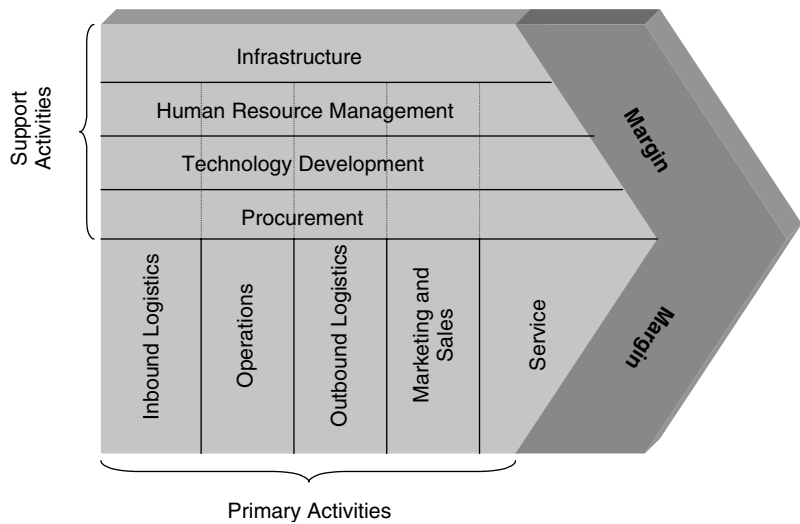 Support
Activities
Infrastructure
Human Resource Management
Technology Development
Procurement
Inbound Logistics
Operations
Outbound Logistics
Marketing and
Sales
Service
Margin
Margin
Primary Activities